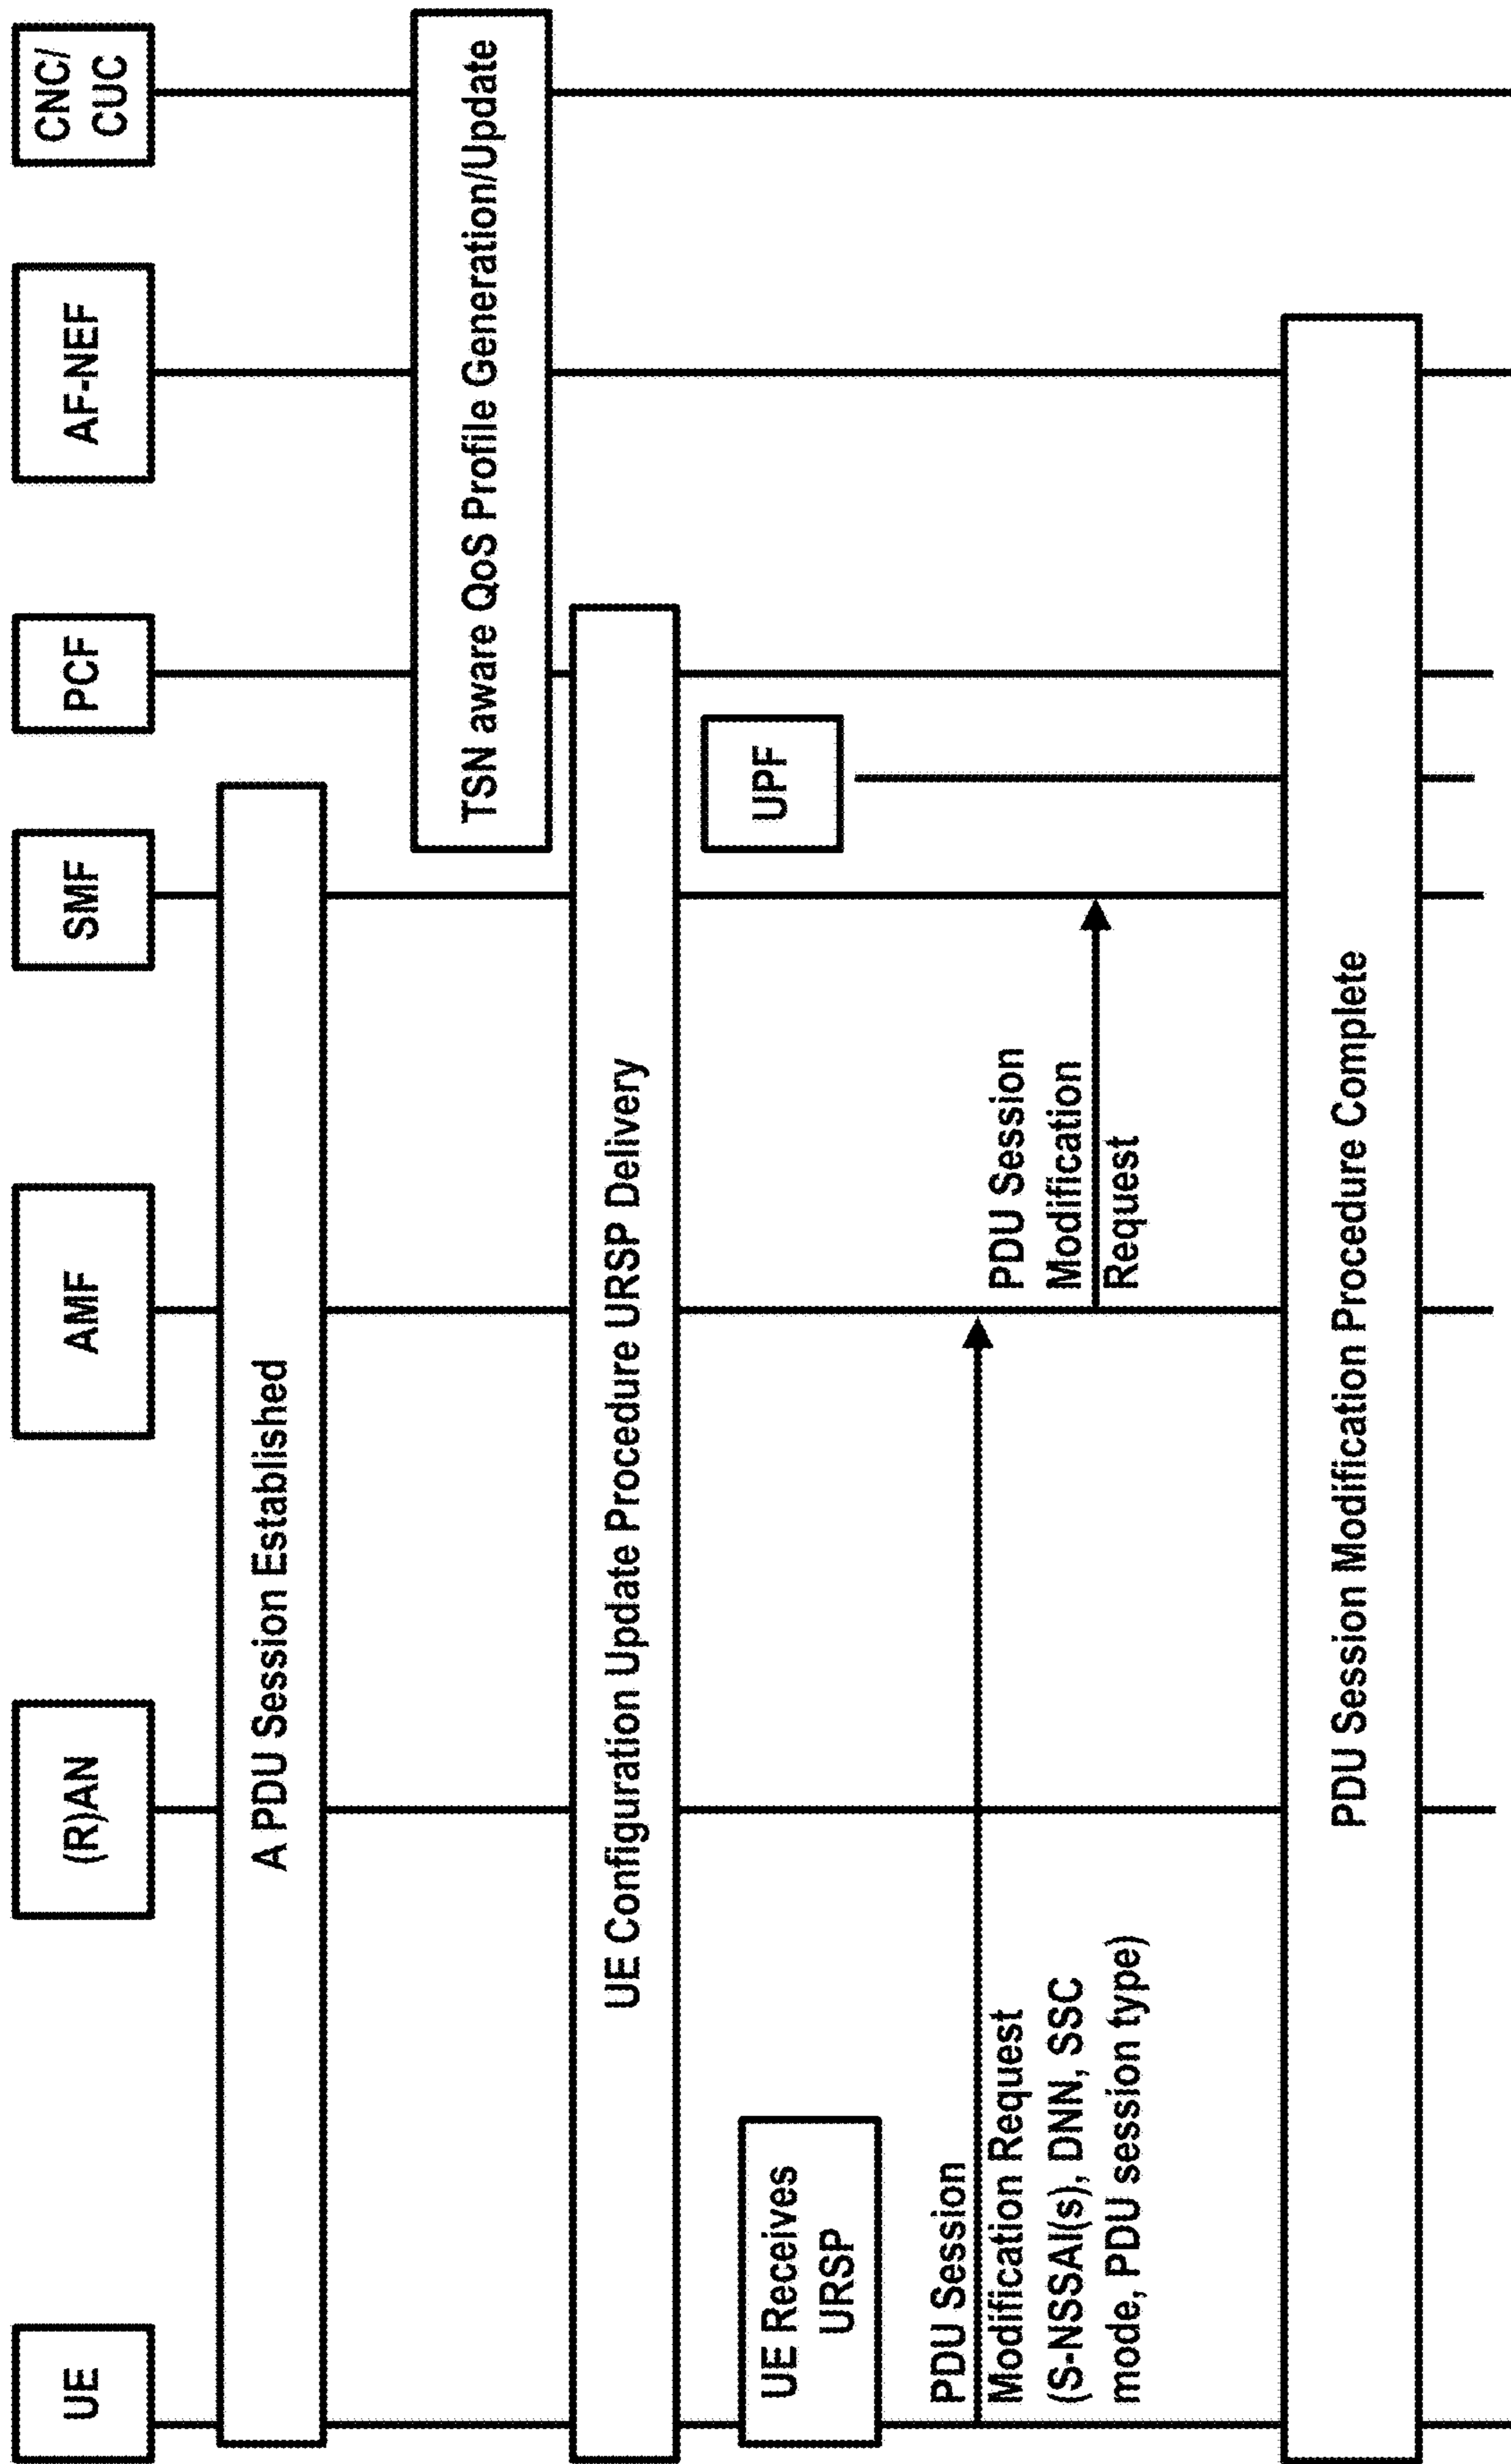 UE
(R)AN
AMF
SMF
PCF
AF-NEF
CNC/
CUC
A PDU Session Established
TSN aware QoS Profile Generation/Update
UE Configuration Update Procedure URSP Delivery
UPF
UE Receives
URSP
PDU Session
Modification Request
(S-NSSAI(s), DNN, SSC
mode, PDU session type)
PDU Session
Modification
Request
PDU Session Modification Procedure Complete